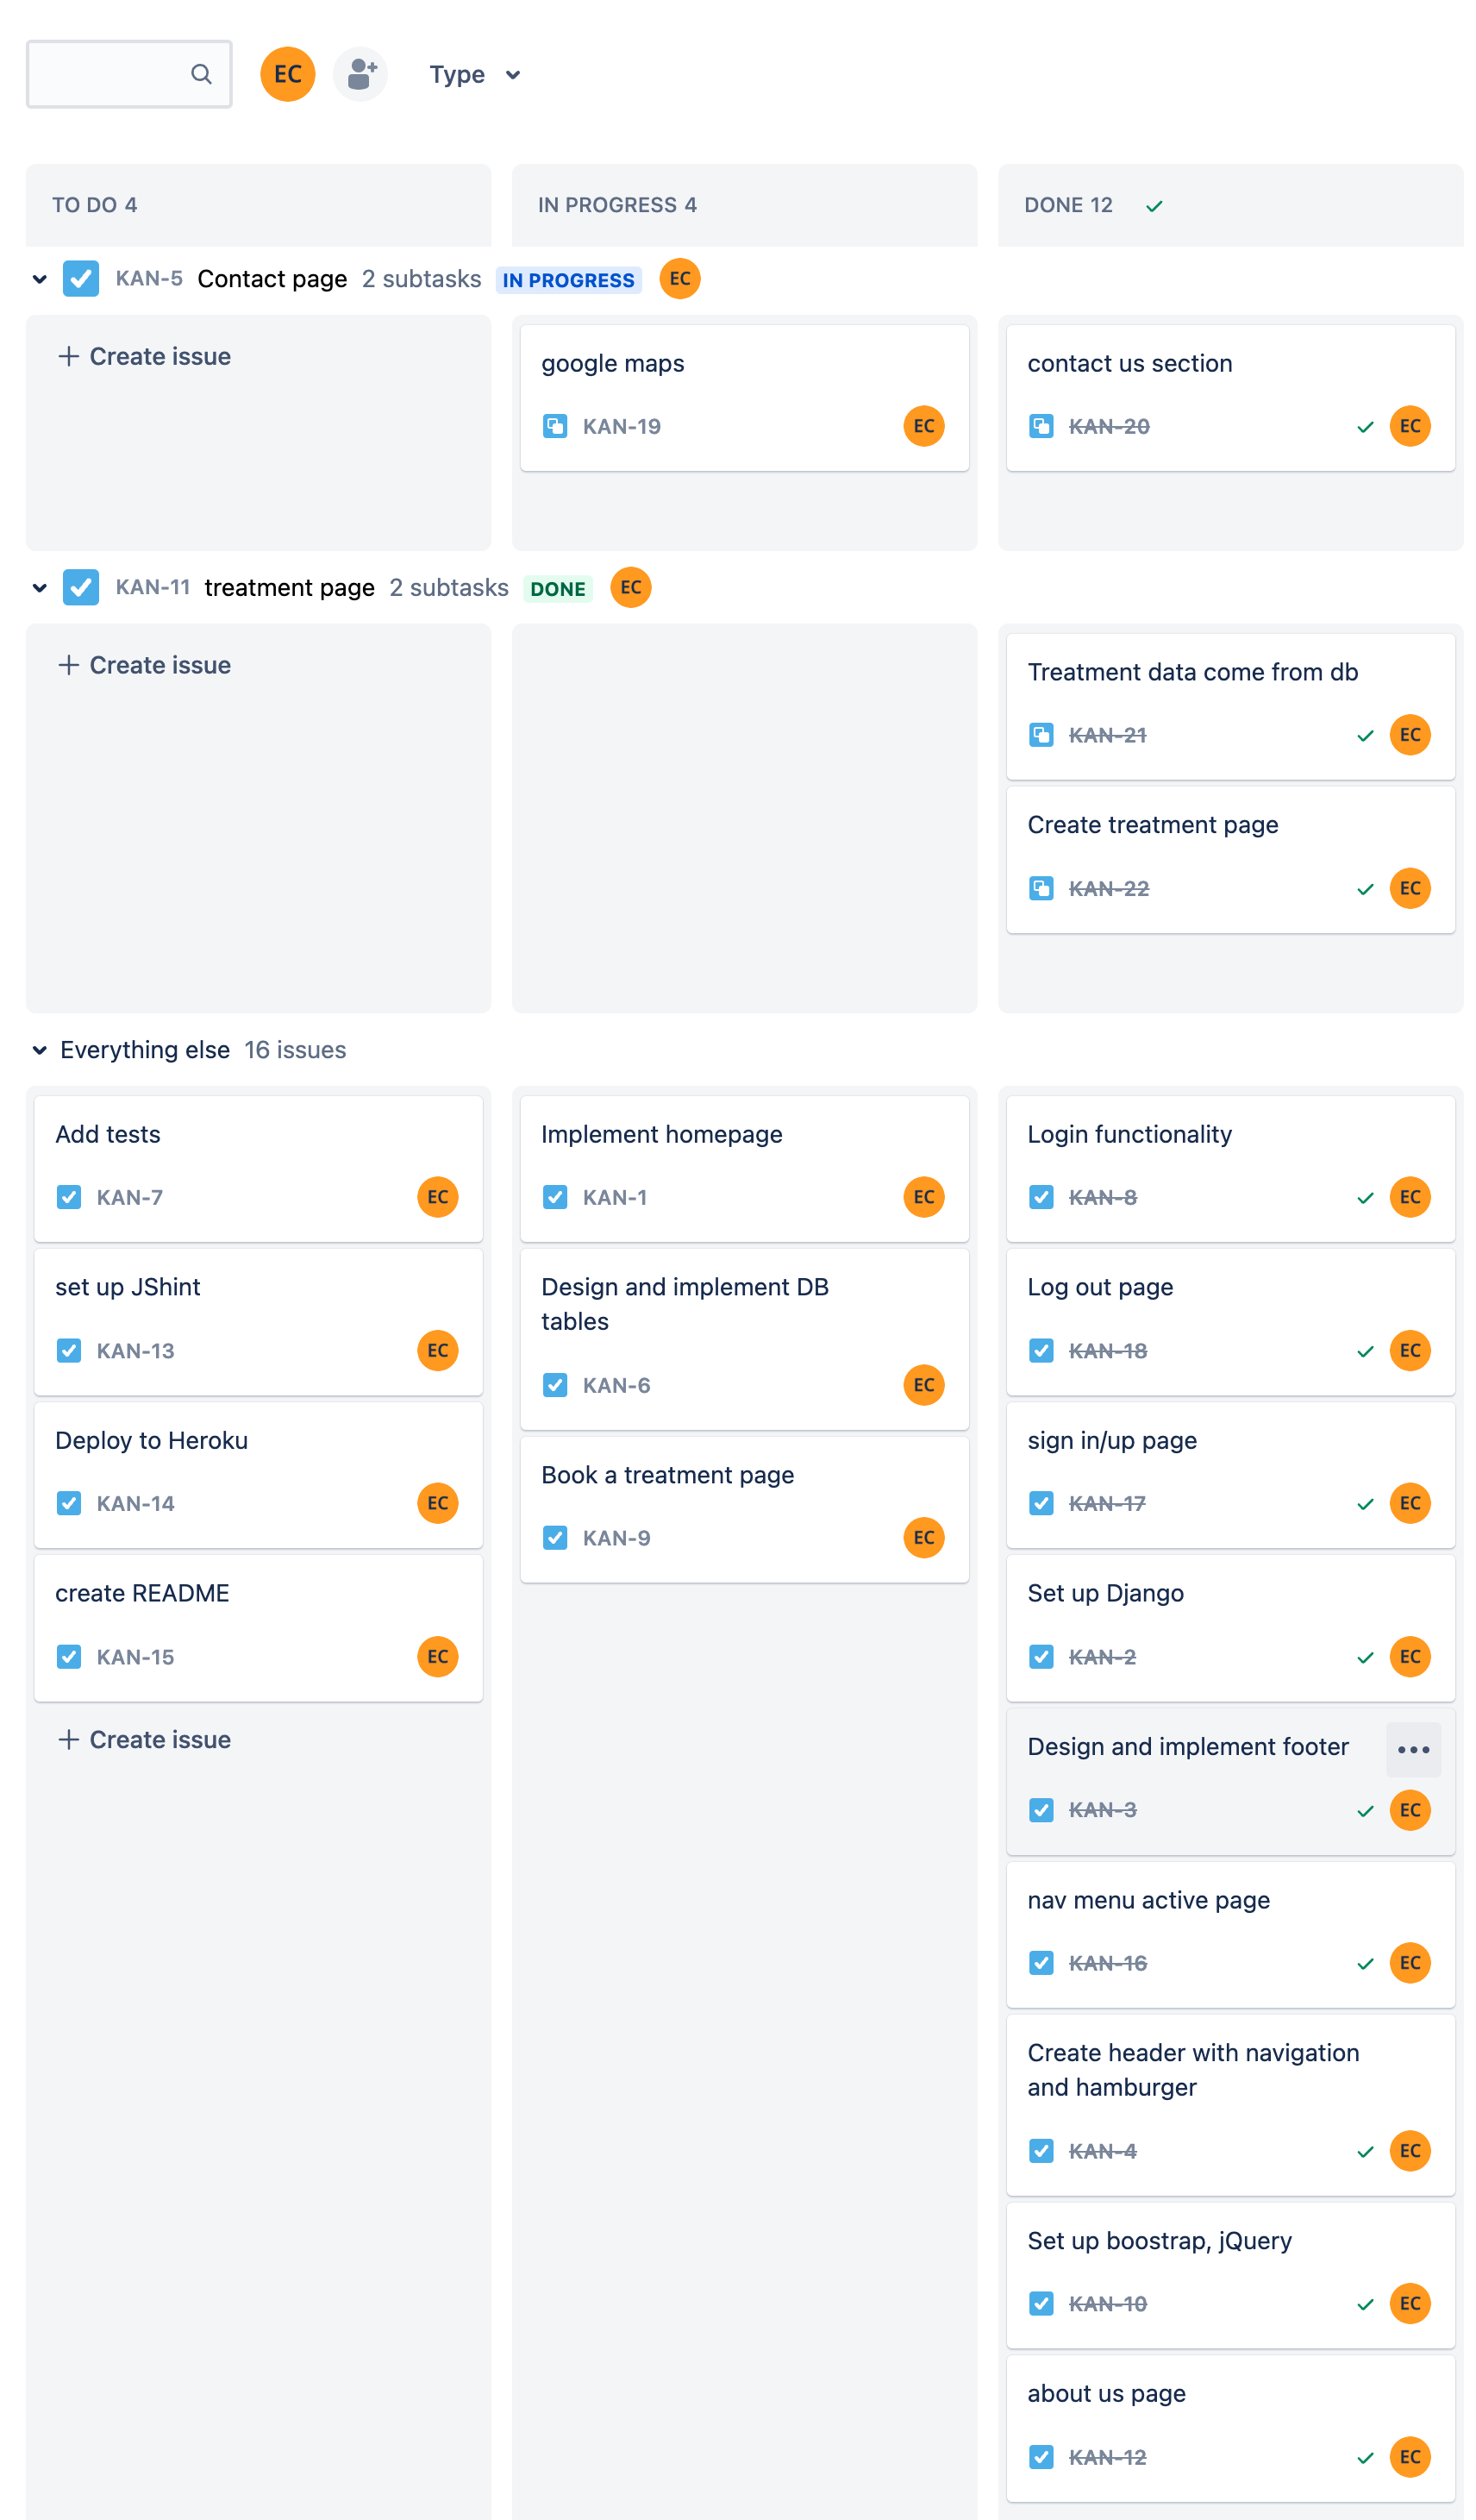 EC
Type
TO DO 4
IN PROGRESS 4
DONE 12
KAN-5 Contact page 2 subtasks IN PROGRESS EC
Create issue
google maps
KAN-19 EC
contact us section
KAN-20 EC
KAN-11 treatment page 2 subtasks DONE EC
Create issue
Treatment data come from db
KAN-21 EC
Create treatment page
KAN-22 EC
Everything else 16 issues
Add tests
KAN-7 EC
set up JShint
KAN-13 EC
Deploy to Heroku
KAN-14 EC
create README
KAN-15 EC
Create issue
Implement homepage
KAN-1 EC
Design and implement DB
tables
KAN-6 EC
Book a treatment page
KAN-9 EC
Login functionality
KAN-8 EC
Log out page
KAN-18 EC
sign in/up page
KAN-17 EC
Set up Django
KAN-2 EC
Design and implement footer
KAN-3 EC
nav menu active page
KAN-16 EC
Create header with navigation
and hamburger
KAN-4 EC
Set up boostrap, jQuery
KAN-10 EC
about us page
KAN-12 EC